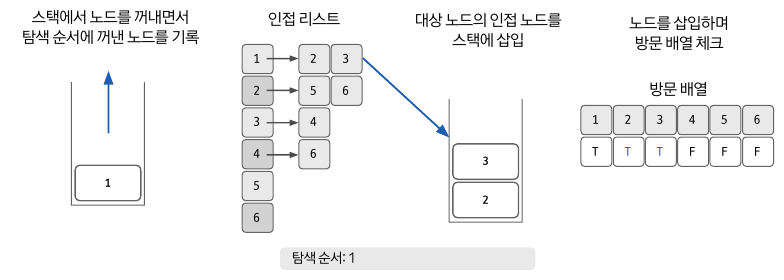 스택에서 노드를 꺼내면서
탐색 순서에 꺼낸 노드를 기록
1
인접 리스트
1 2 3
2 5 6
3 4
4 6
5
6
대상 노드의 인접 노드를
스택에 삽입
3
2
노드를 삽입하며
방문 배열 체크
방문 배열
1 2 3 4 5 6
T T T F F F
탐색 순서: 1